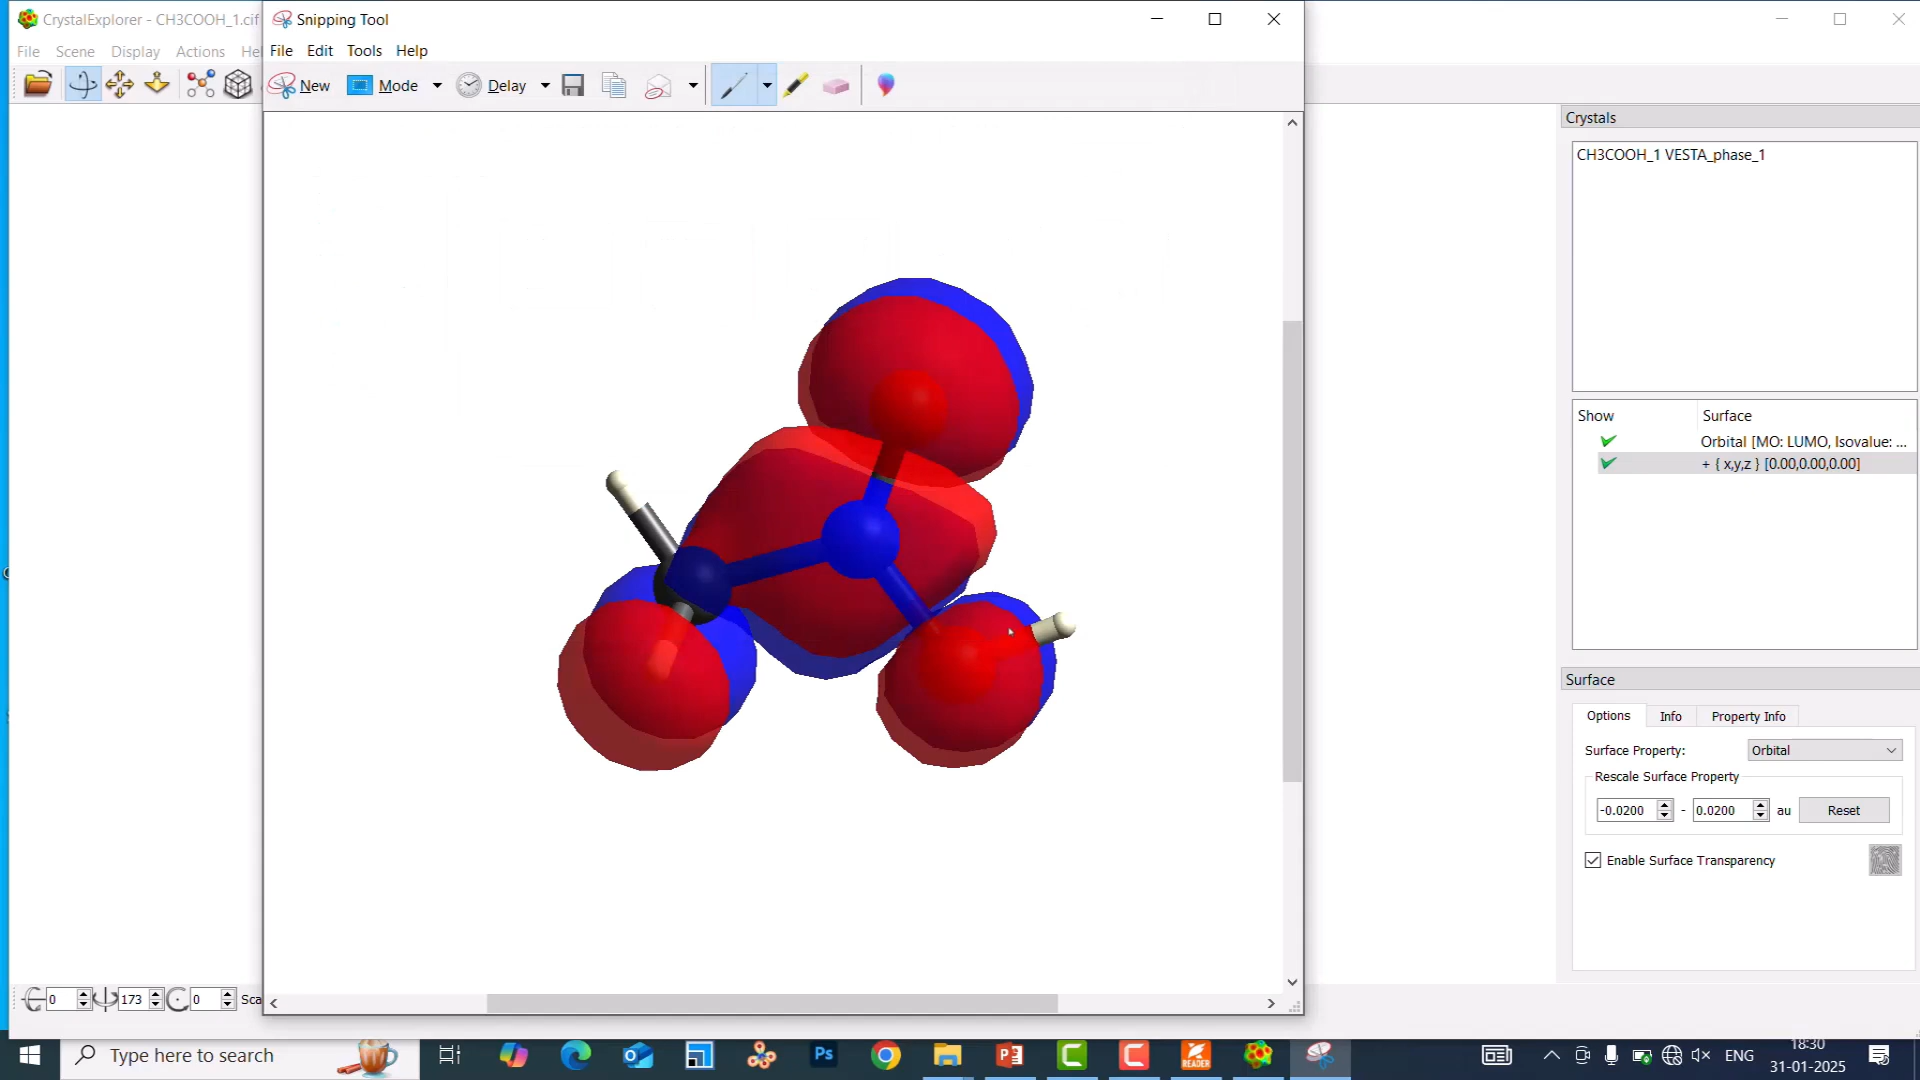 CrystalExplorer - CH3COOH_1.cif
Snipping Tool
File Scene Display Actions
File Edit Tools Help
New Mode Delay
Crystals
CH3COOH_1 VESTA_phase_1
Show Surface
Orbital [MO: LUMO, Isovalue: ...
+ { x,y,z } [0.00,0.00,0.00]
Surface
Options Info Property Info
Surface Property: Orbital
Rescale Surface Property
-0.0200 - 0.0200 au Reset
Enable Surface Transparency
0 173 0
Type here to search
Ps
READER
ENG
18:30
31-01-2025